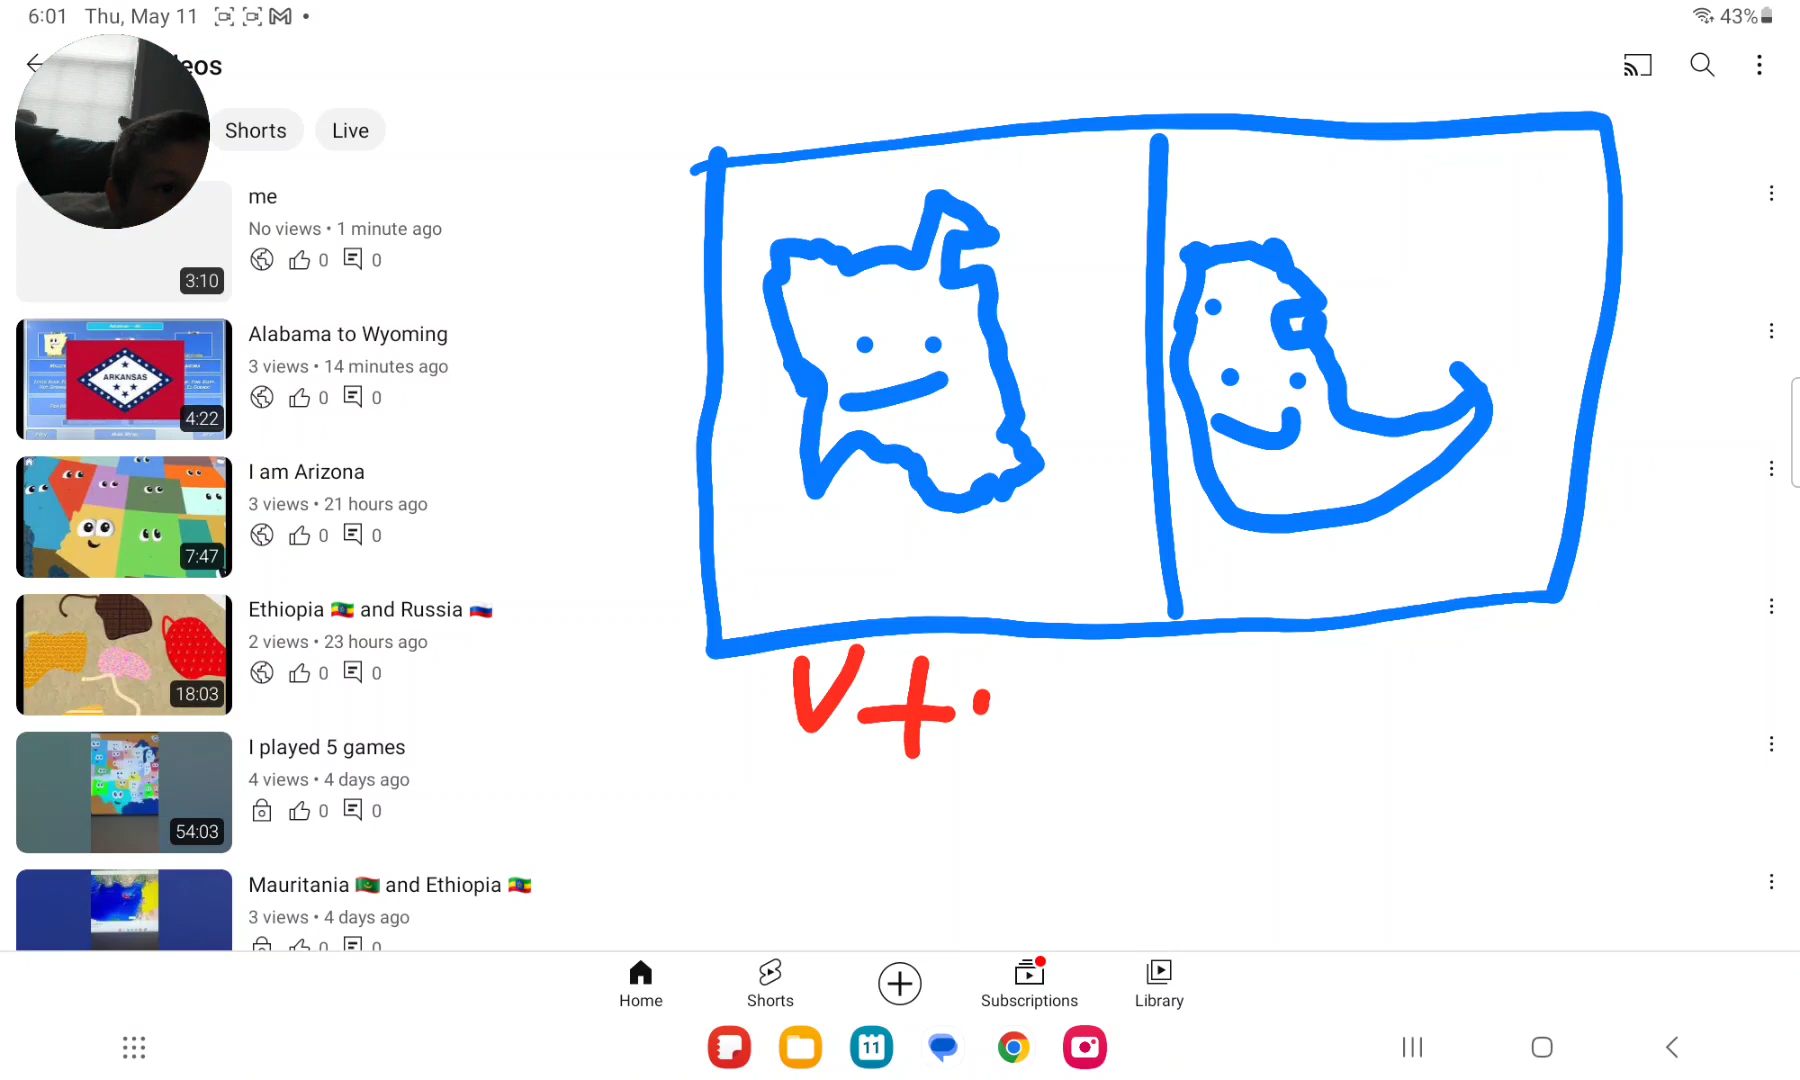 6:01 Thu, May 11 43%
eos
Shorts Live
me
No views • 1 minute ago
0 0
3:10
Alabama to Wyoming
3 views • 14 minutes ago
0 0
ARKANSAS
4:22
I am Arizona
3 views • 21 hours ago
0 0
7:47
Ethiopia 🇪🇹 and Russia 🇷🇺
2 views • 23 hours ago
0 0
18:03
I played 5 games
4 views • 4 days ago
0 0
54:03
Mauritania 🇲🇷 and Ethiopia 🇪🇹
3 views • 4 days ago
0 0
V+.
Home Shorts Subscriptions Library
11